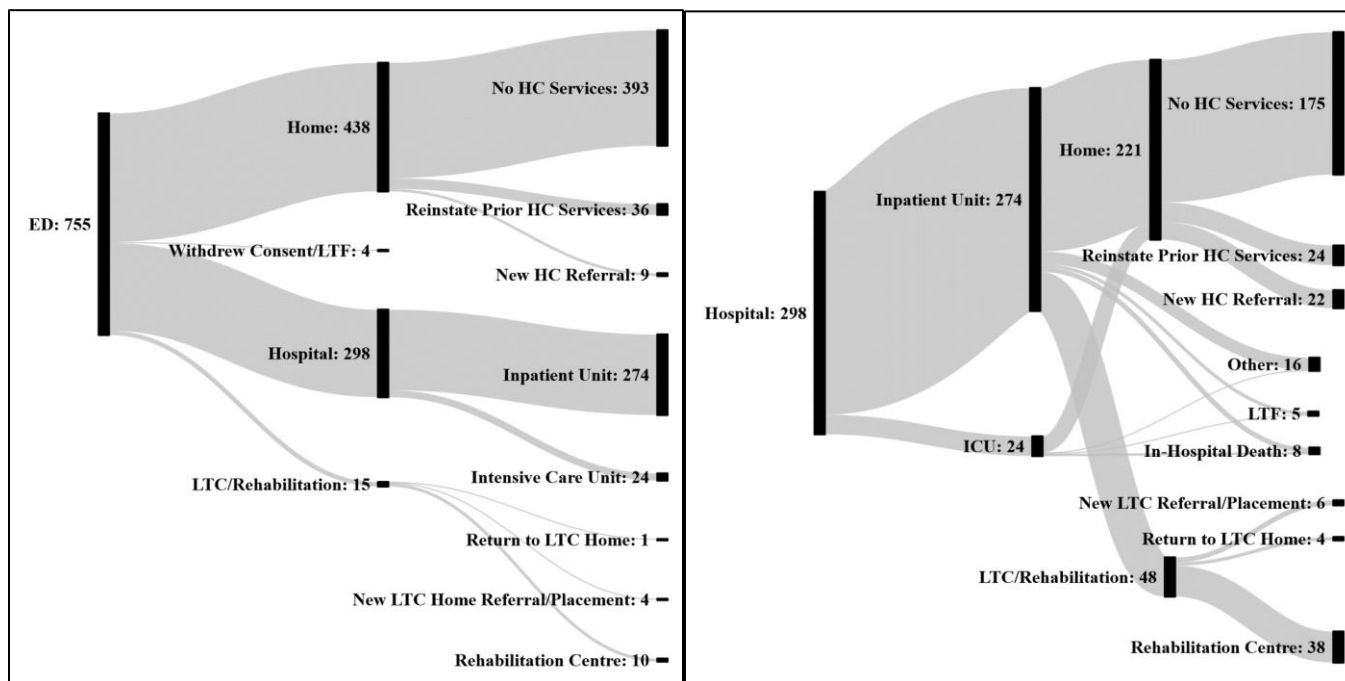 No HC Services: 393
Home: 438
Reinstate Prior HC Services: 36
ED: 755
Withdrew Consent/LTF: 4
New HC Referral: 9
Hospital: 298
Inpatient Unit: 274
Intensive Care Unit: 24
LTC/Rehabilitation: 15
Return to LTC Home: 1
New LTC Home Referral/Placement: 4
Rehabilitation Centre: 10
No HC Services: 175
Home: 221
Inpatient Unit: 274
Reinstate Prior HC Services: 24
New HC Referral: 22
Hospital: 298
Other: 16
LTF: 5
ICU: 24
In-Hospital Death: 8
New LTC Referral/Placement: 6
Return to LTC Home: 4
LTC/Rehabilitation: 48
Rehabilitation Centre: 38